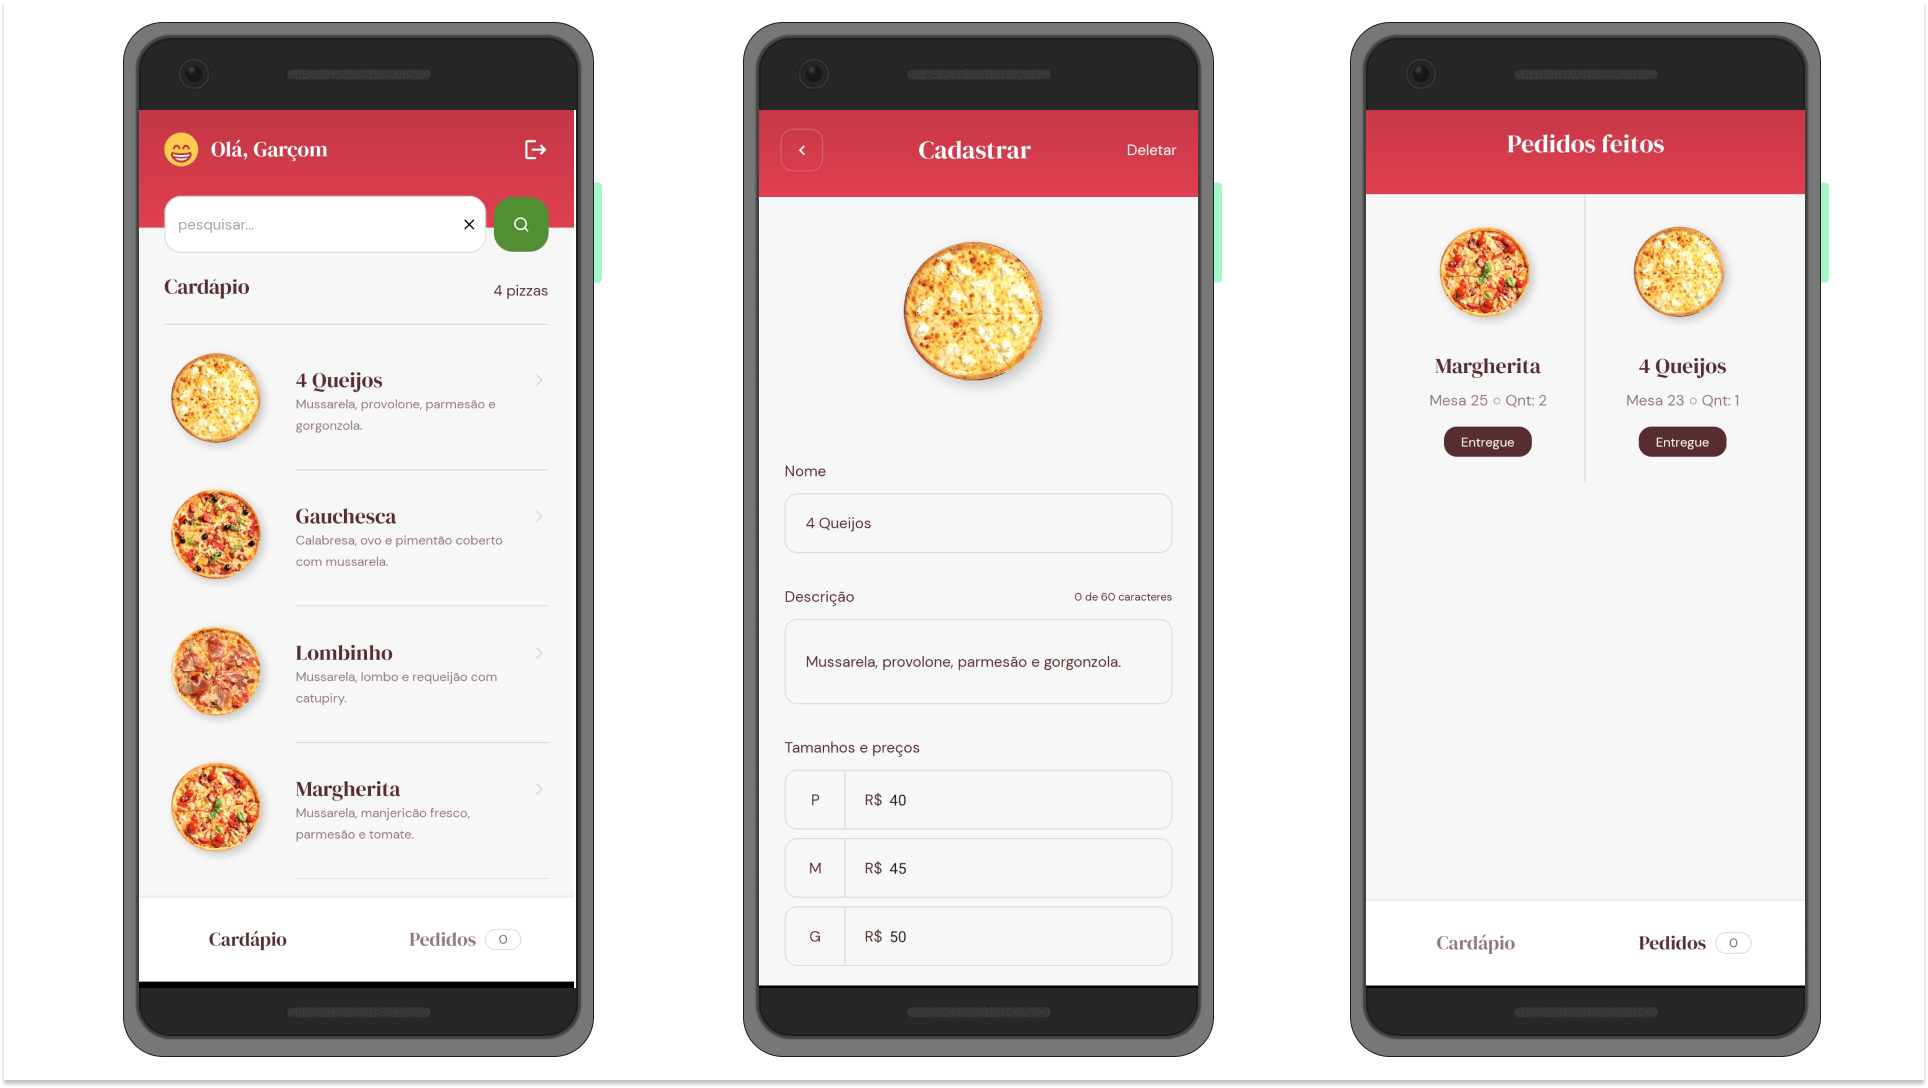 Olá, Garçom
pesquisar...
Cardápio
4 pizzas
4 Queijos
Mussarela, provolone, parmesão e
gorgonzola.
Gauchesca
Calabresa, ovo e pimentão coberto
com mussarela.
Lombinho
Mussarela, lombo e requeijão com
catupiry.
Margherita
Mussarela, manjericão fresco,
parmesão e tomate.
Cardápio
Pedidos 0
Cadastrar
Deletar
Nome
4 Queijos
Descrição
0 de 60 caracteres
Mussarela, provolone, parmesão e gorgonzola.
Tamanhos e preços
P R$ 40
M R$ 45
G R$ 50
Pedidos feitos
Margherita
Mesa 25 ○ Qnt: 2
Entregue
4 Queijos
Mesa 23 ○ Qnt: 1
Entregue
Cardápio
Pedidos 0